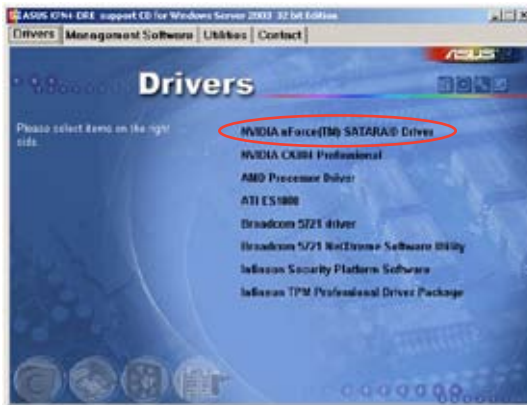 ASUS K7N4-DRE support CD for Windows Server 2003 32 bit Edition
Drivers Management Software Utilities Contact
ASUS
Drivers
Please select items on the right side.
NVIDIA nForce(TM) SATARAID Driver
NVIDIA CK804 Professional
AMD Processor Driver
ATI ES1000
Broadcom 5721 driver
Broadcom 5721 NetXtreme Software Utility
Infineon Security Platform Software
Infineon TPM Professional Driver Package